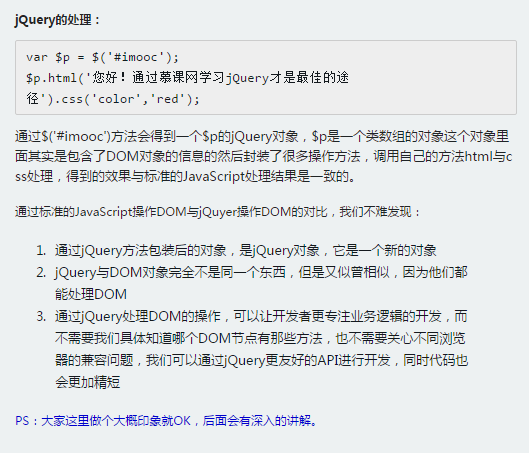 jQuery的处理：
var $p = $('#imooc');
$p.html('您好！通过慕课网学习jQuery才是最佳的途
径').css('color','red');
通过$('#imooc')方法会得到一个$p的jQuery对象，$p是一个类数组的对象这个对象里
面其实是包含了DOM对象的信息的然后封装了很多操作方法，调用自己的方法html与c
ss处理，得到的效果与标准的JavaScript处理结果是一致的。
通过标准的JavaScript操作DOM与jQuyer操作DOM的对比，我们不难发现：
1. 通过jQuery方法包装后的对象，是jQuery对象，它是一个新的对象
2. jQuery与DOM对象完全不是同一个东西，但是又似曾相似，因为他们都
能处理DOM
3. 通过jQuery处理DOM的操作，可以让开发者更专注业务逻辑的开发，而
不需要我们具体知道哪个DOM节点有那些方法，也不需要关心不同浏览
器的兼容问题，我们可以通过jQuery更友好的API进行开发，同时代码也
会更加精短
PS：大家这里做个大概印象就OK，后面会有深入的讲解。